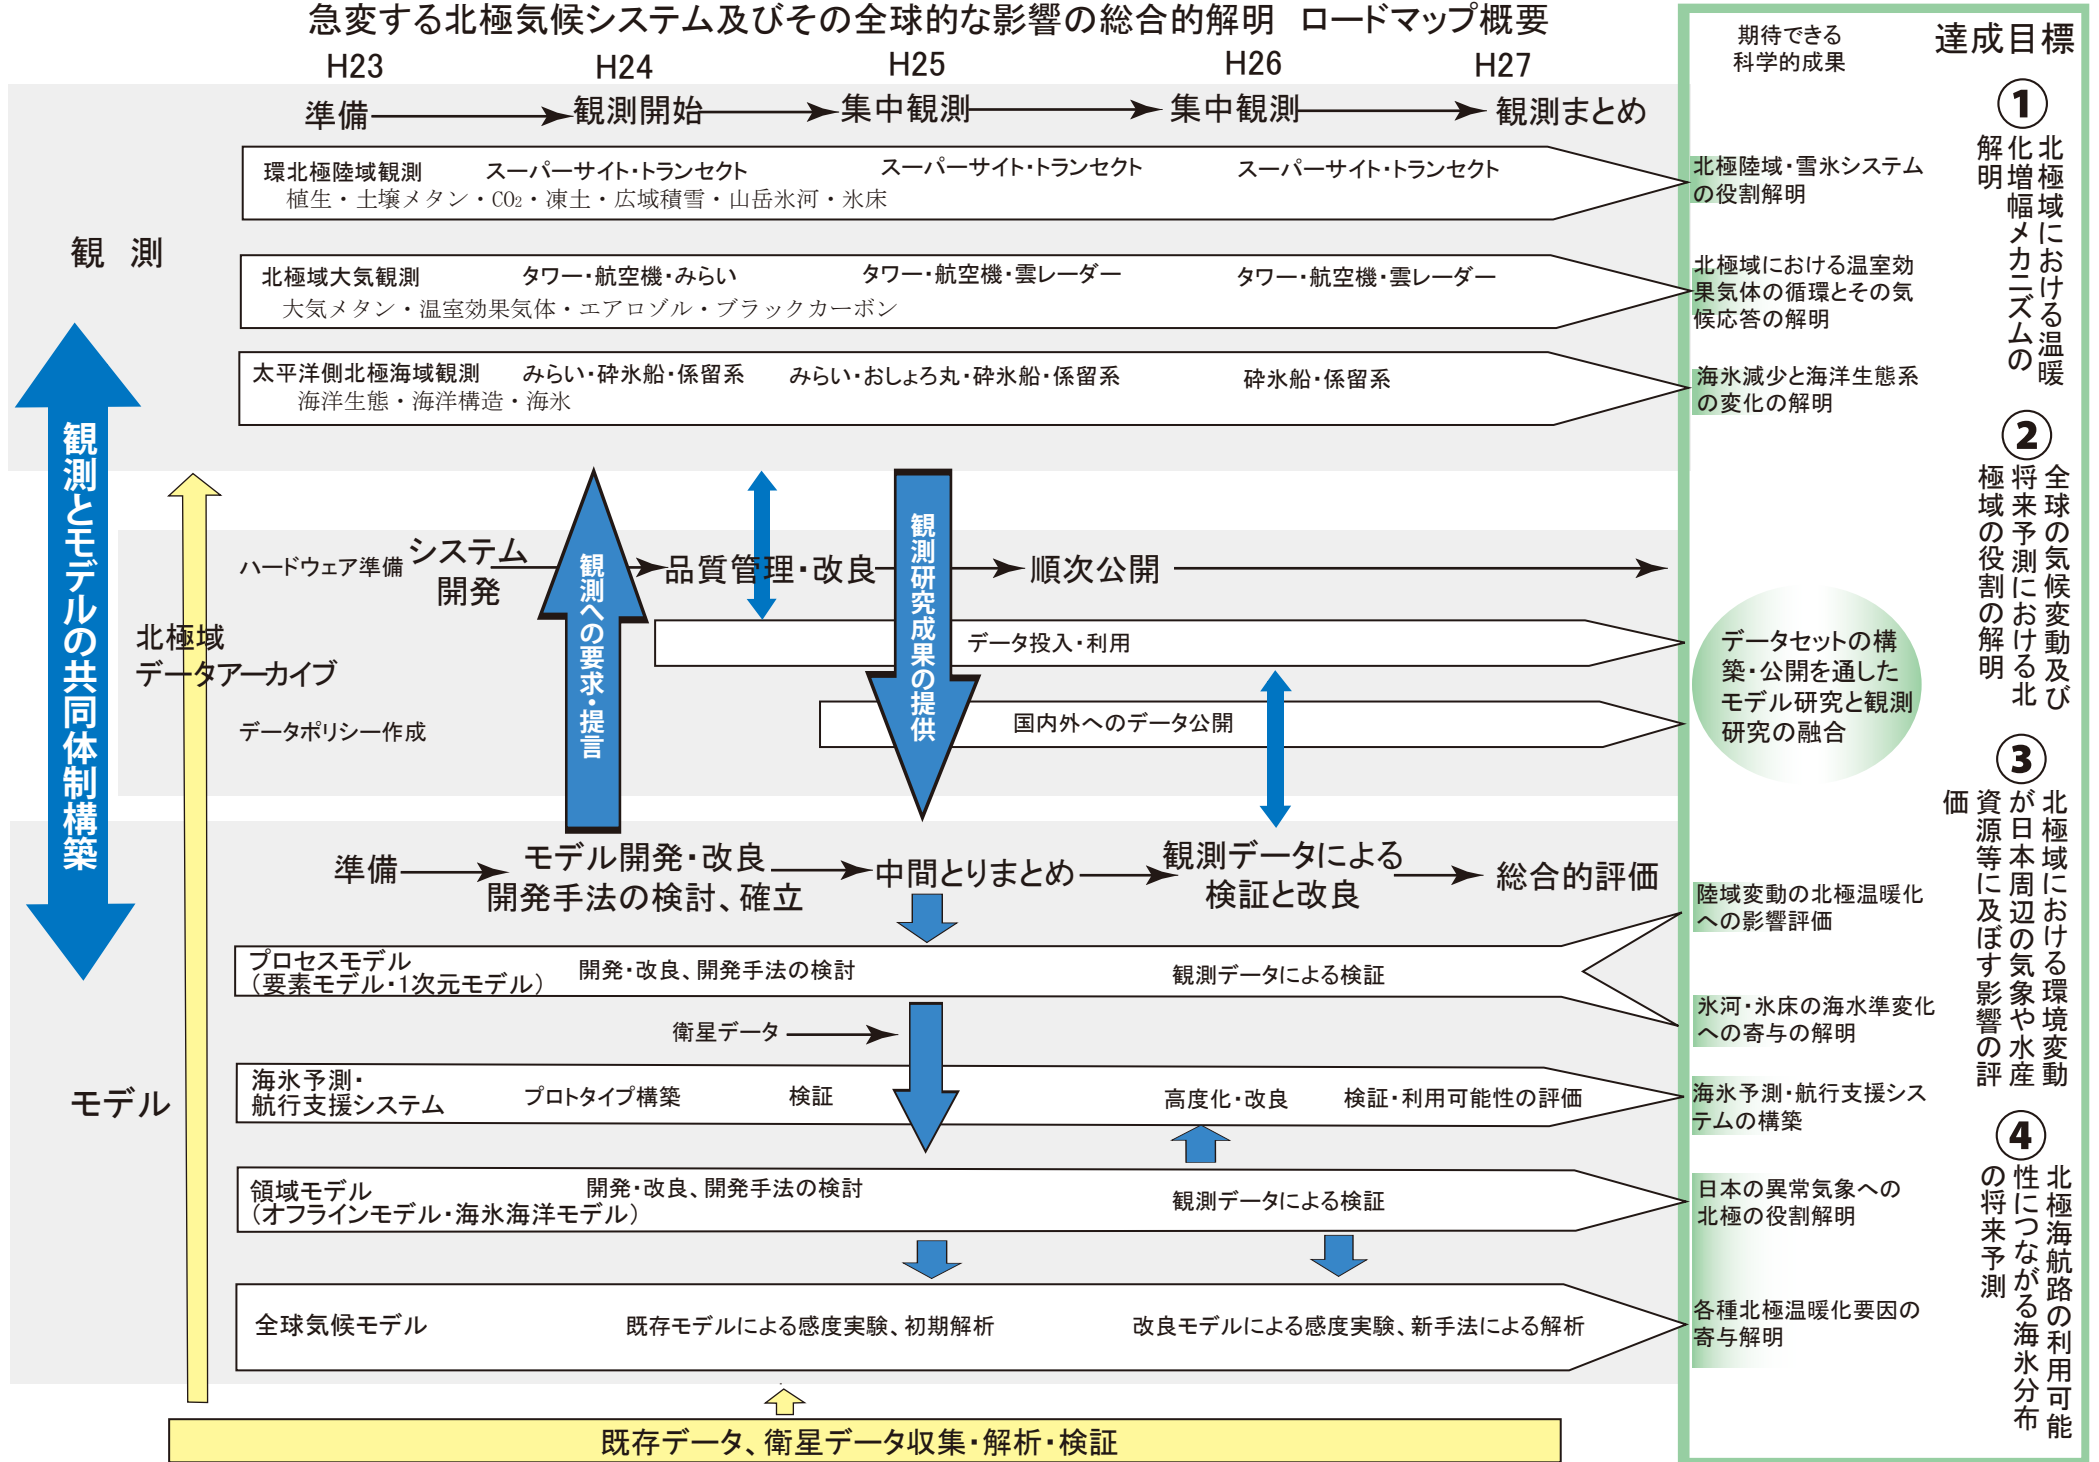 急変する北極気候システム及びその全球的な影響の総合的解明 ロードマップ概要
H23 H24 H25 H26 H27
準備 観測開始 集中観測 集中観測 観測まとめ
観 測
環北極陸域観測 スーパーサイト・トランセクト スーパーサイト・トランセクト スーパーサイト・トランセクト
植生・土壌メタン・CO₂・凍土・広域積雪・山岳氷河・氷床
北極域大気観測 タワー・航空機・みらい タワー・航空機・雲レーダー タワー・航空機・雲レーダー
大気メタン・温室効果気体・エアロゾル・ブラックカーボン
太平洋側北極海域観測 みらい・砕氷船・係留系 みらい・おしょろ丸・砕氷船・係留系 砕氷船・係留系
海洋生態・海洋構造・海氷
観測とモデルの共同体制構築
ハードウェア準備
システム
開発
品質管理・改良
順次公開
観測への要求・提言
観測研究成果の提供
北極域
データアーカイブ
データ投入・利用
データポリシー作成
国内外へのデータ公開
モデル
準備
モデル開発・改良
開発手法の検討、確立
中間とりまとめ
観測データによる
検証と改良
総合的評価
プロセスモデル
（要素モデル・1次元モデル）
開発・改良、開発手法の検討
観測データによる検証
衛星データ
海氷予測・
航行支援システム
プロトタイプ構築
検証
高度化・改良
検証・利用可能性の評価
領域モデル
（オフラインモデル・海氷海洋モデル）
開発・改良、開発手法の検討
観測データによる検証
全球気候モデル
既存モデルによる感度実験、初期解析
改良モデルによる感度実験、新手法による解析
既存データ、衛星データ収集・解析・検証
期待できる
科学的成果
北極陸域・雪氷システム
の役割解明
北極域における温室効
果気体の循環とその気
候応答の解明
海氷減少と海洋生態系
の変化の解明
データセットの構
築・公開を通した
モデル研究と観測
研究の融合
陸域変動の北極温暖化
への影響評価
氷河・氷床の海水準変化
への寄与の解明
海氷予測・航行支援シス
テムの構築
日本の異常気象への
北極の役割解明
各種北極温暖化要因の
寄与解明
達成目標
①
北極域における温暖
化増幅メカニズムの
解明
②
全球の気候変動及び
将来予測における北
極域の役割の解明
③
北極域における環境変動
が日本周辺の気象や水産
資源等に及ぼす影響の評
価
④
北極海航路の利用可能
性につながる海氷分布
の将来予測